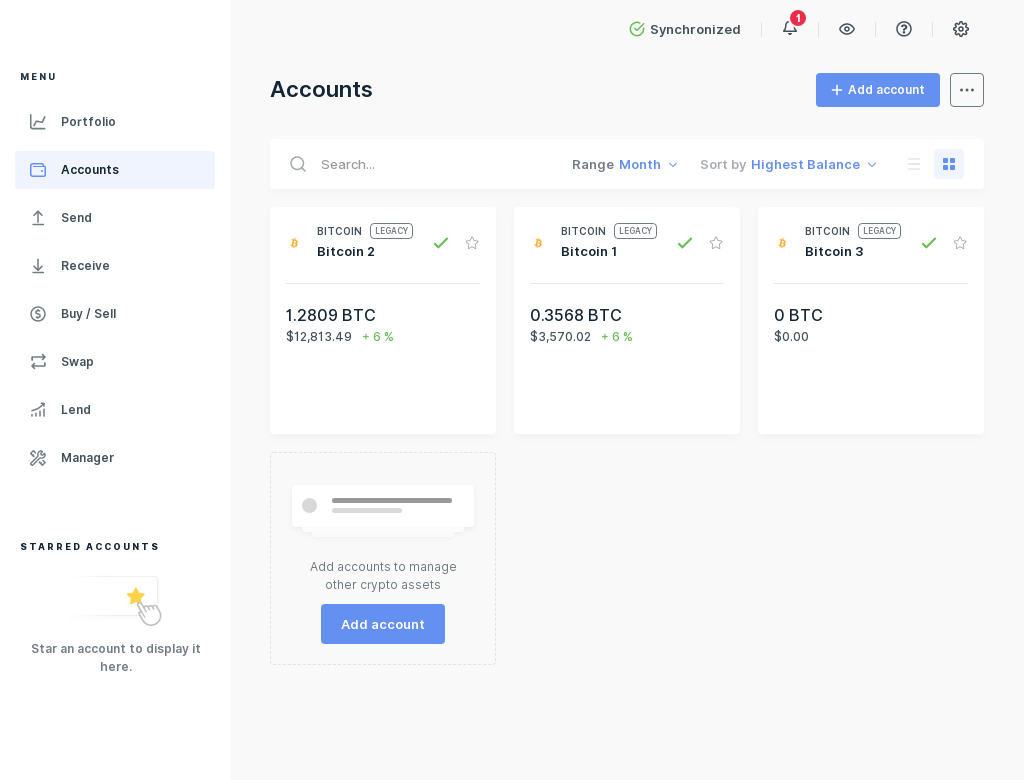 Synchronized
1
MENU
Portfolio
Accounts
Send
Receive
Buy / Sell
Swap
Lend
Manager
STARRED ACCOUNTS
Star an account to display it
here.
Accounts
Add account
Search...
Range Month
Sort by Highest Balance
BITCOIN LEGACY
Bitcoin 2
1.2809 BTC
$12,813.49 + 6 %
BITCOIN LEGACY
Bitcoin 1
0.3568 BTC
$3,570.02 + 6 %
BITCOIN LEGACY
Bitcoin 3
0 BTC
$0.00
Add accounts to manage
other crypto assets
Add account